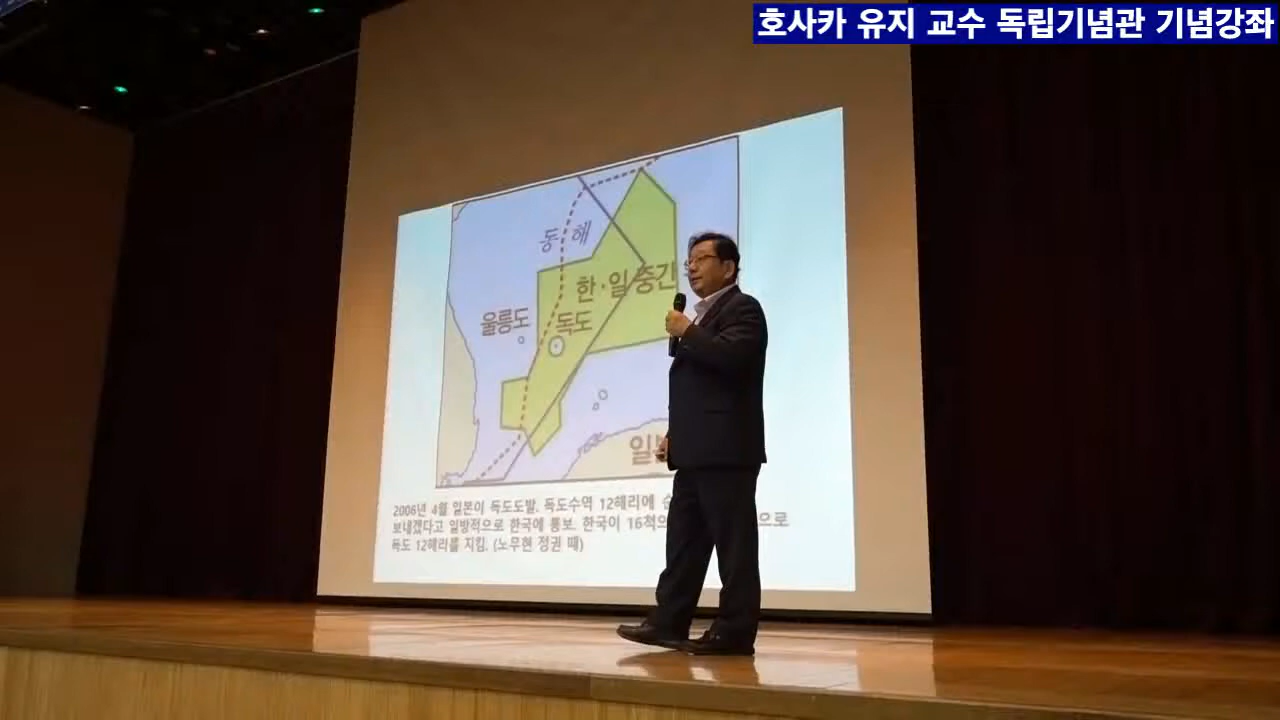 호사카 유지 교수 독립기념관 기념강좌
동 해
한·일 중간
울릉도
독도
일본
2006년 4월 일본이 독도도발. 독도수역 12해리에
보내겠다고 일방적으로 한국에 통보. 한국이 16척의 으로
독도 12해리를 지킴. (노무현 정권 때)